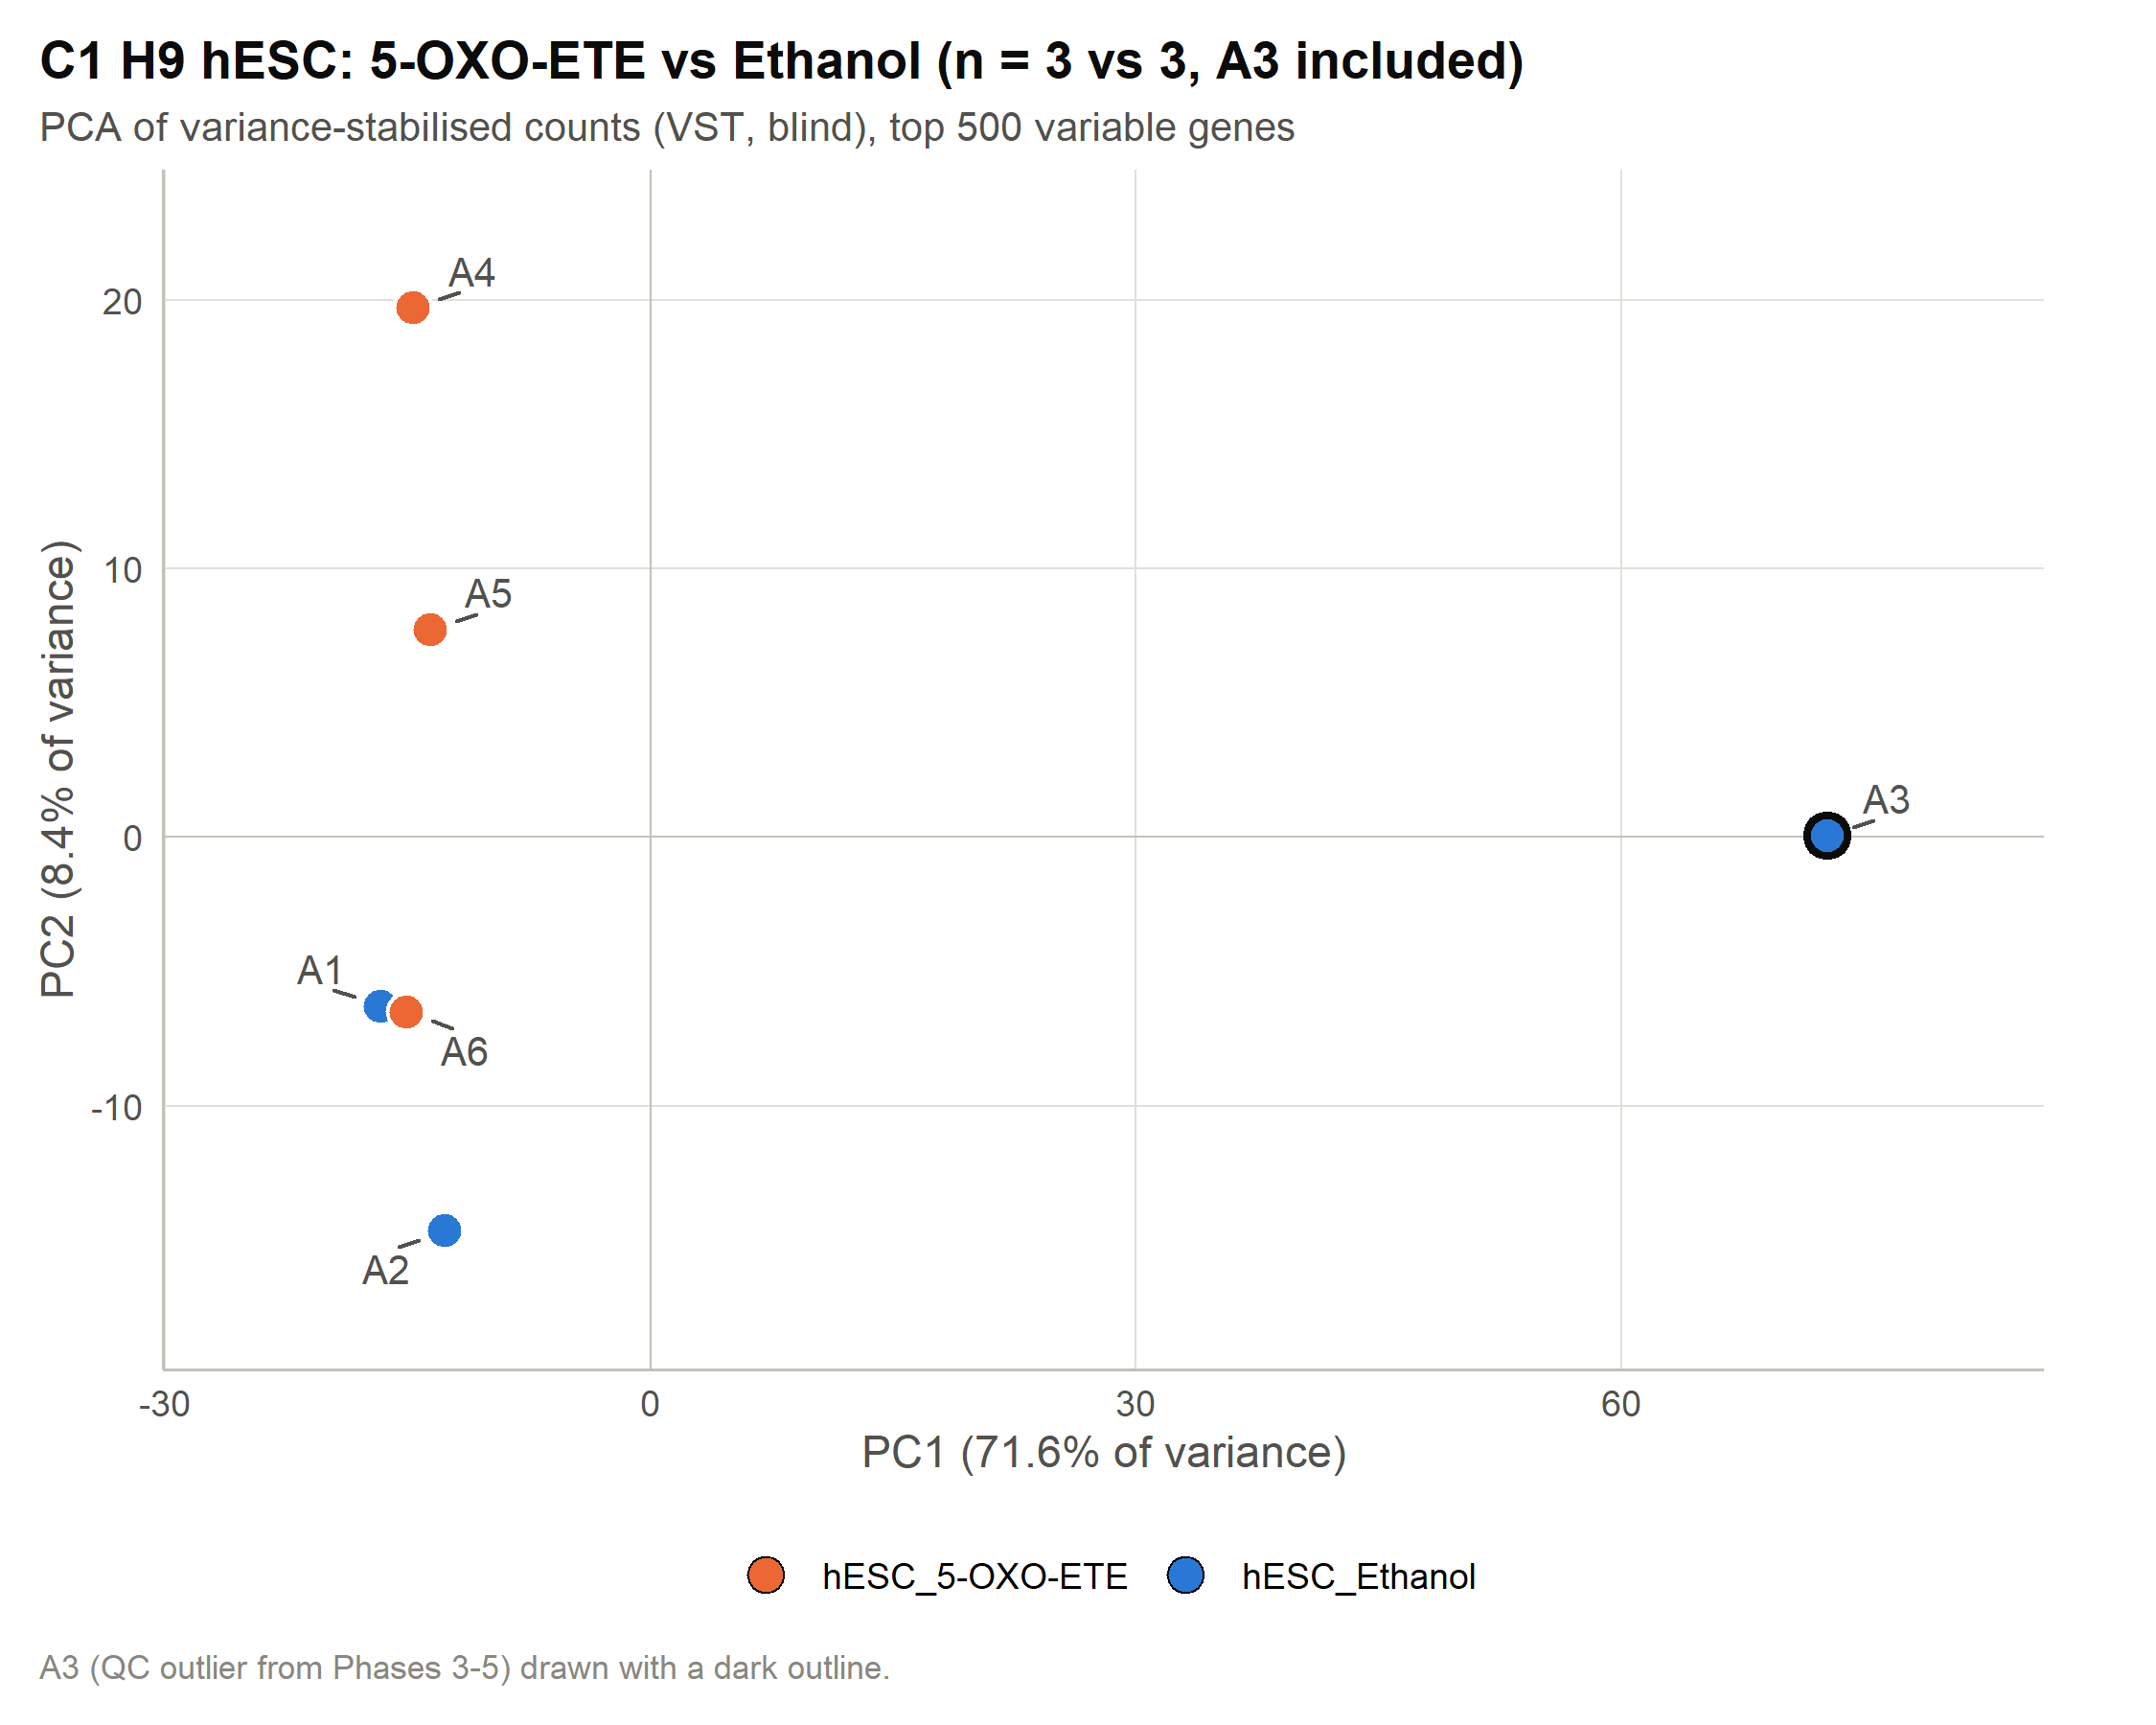 C1 H9 hESC: 5-OXO-ETE vs Ethanol (n = 3 vs 3, A3 included)
PCA of variance-stabilised counts (VST, blind), top 500 variable genes
A4
20
A5
10
A3
0
A1
A6
-10
A2
PC2 (8.4% of variance)
-30
0
30
60
PC1 (71.6% of variance)
hESC_5-OXO-ETE
hESC_Ethanol
A3 (QC outlier from Phases 3-5) drawn with a dark outline.